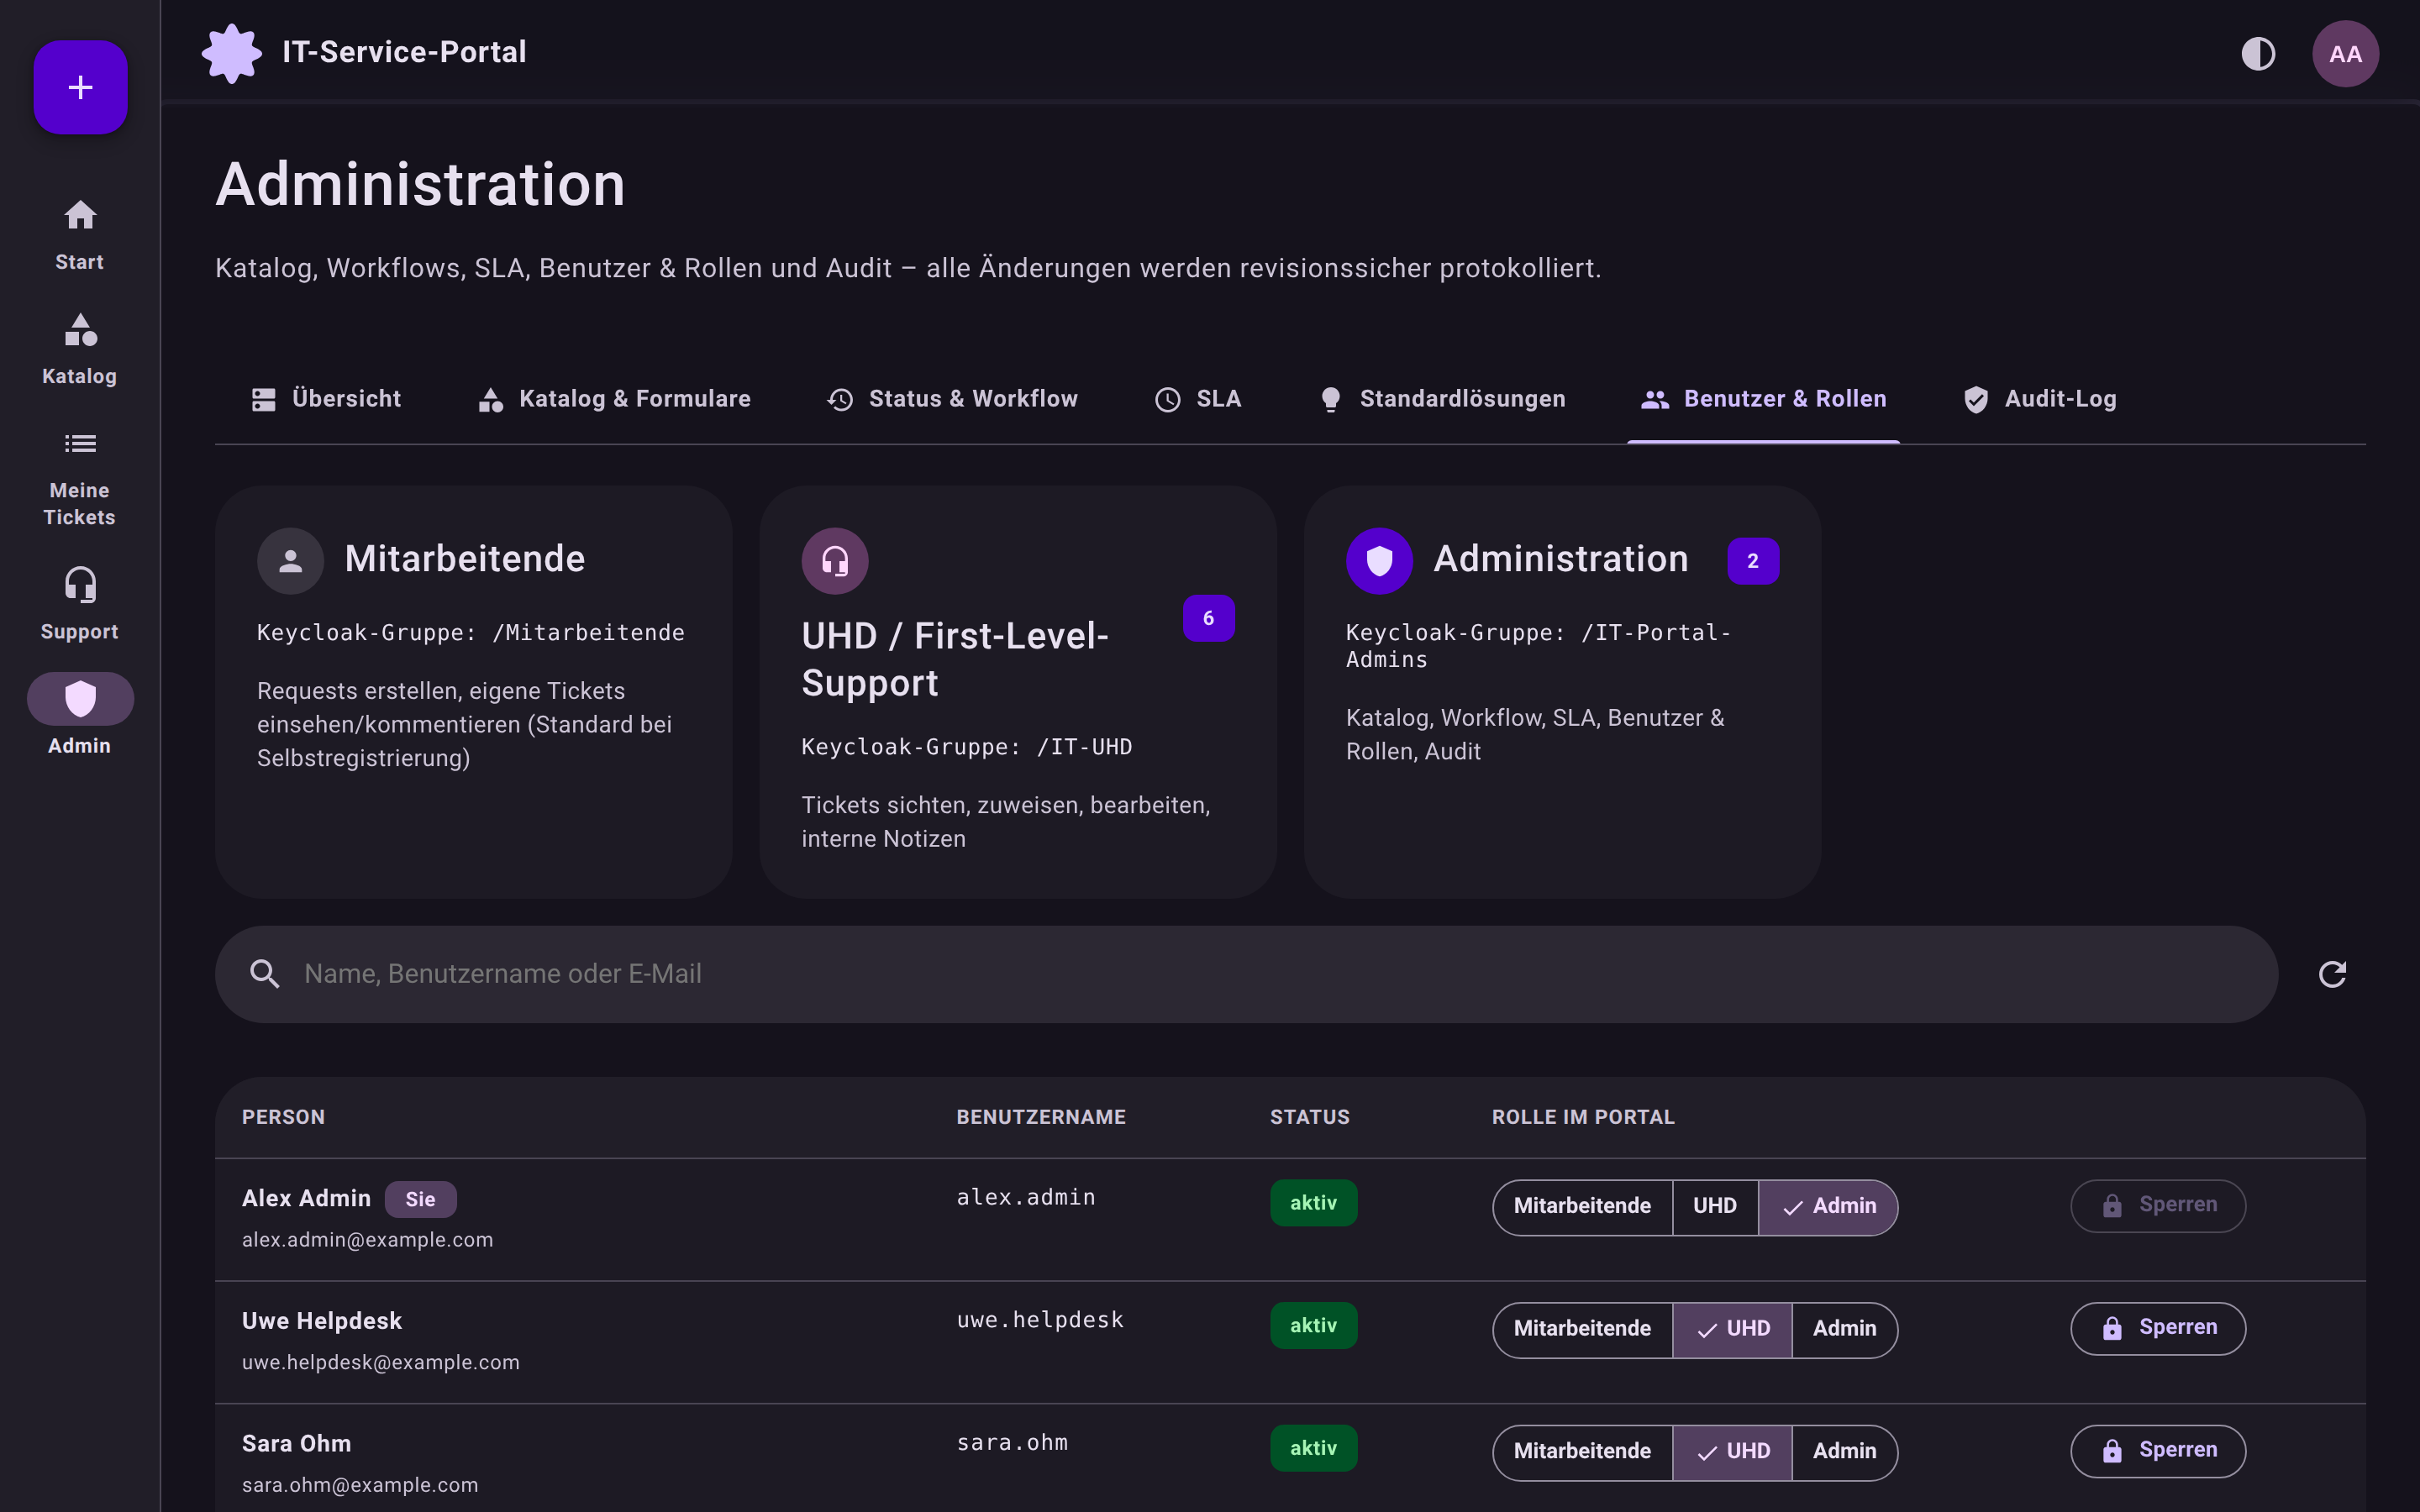 IT-Service-Portal
AA
Start
Katalog
Meine
Tickets
Support
Admin
Administration
Katalog, Workflows, SLA, Benutzer & Rollen und Audit – alle Änderungen werden revisionssicher protokolliert.
Übersicht
Katalog & Formulare
Status & Workflow
SLA
Standardlösungen
Benutzer & Rollen
Audit-Log
Mitarbeitende
Keycloak-Gruppe: /Mitarbeitende
Requests erstellen, eigene Tickets
einsehen/kommentieren (Standard bei
Selbstregistrierung)
UHD / First-Level-
Support
6
Keycloak-Gruppe: /IT-UHD
Tickets sichten, zuweisen, bearbeiten,
interne Notizen
Administration
2
Keycloak-Gruppe: /IT-Portal-
Admins
Katalog, Workflow, SLA, Benutzer &
Rollen, Audit
Name, Benutzername oder E-Mail
PERSON BENUTZERNAME STATUS ROLLE IM PORTAL
Alex Admin Sie alex.admin aktiv Mitarbeitende UHD Admin Sperren
alex.admin@example.com
Uwe Helpdesk uwe.helpdesk aktiv Mitarbeitende UHD Admin Sperren
uwe.helpdesk@example.com
Sara Ohm sara.ohm aktiv Mitarbeitende UHD Admin Sperren
sara.ohm@example.com